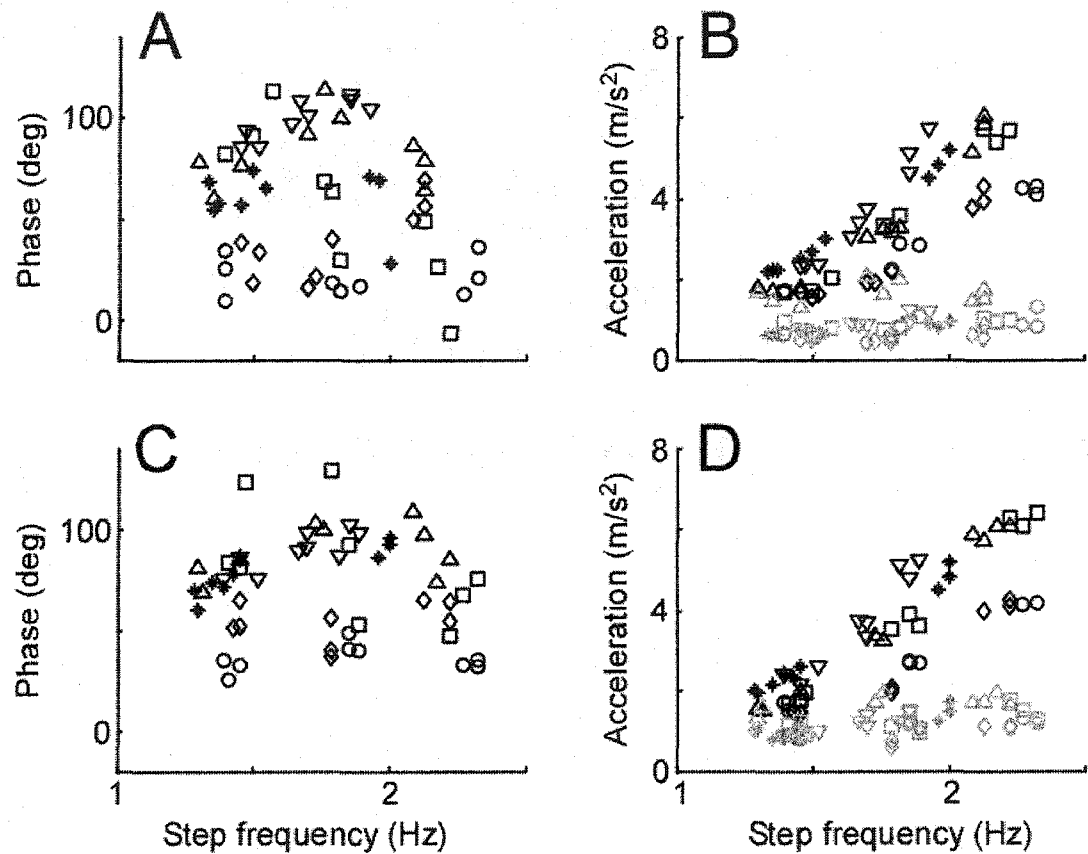 A
B
Phase (deg)
100
0
Acceleration (m/s²)
8
4
0
C
D
Phase (deg)
100
0
1
2
Step frequency (Hz)
Acceleration (m/s²)
8
4
0
1
2
Step frequency (Hz)